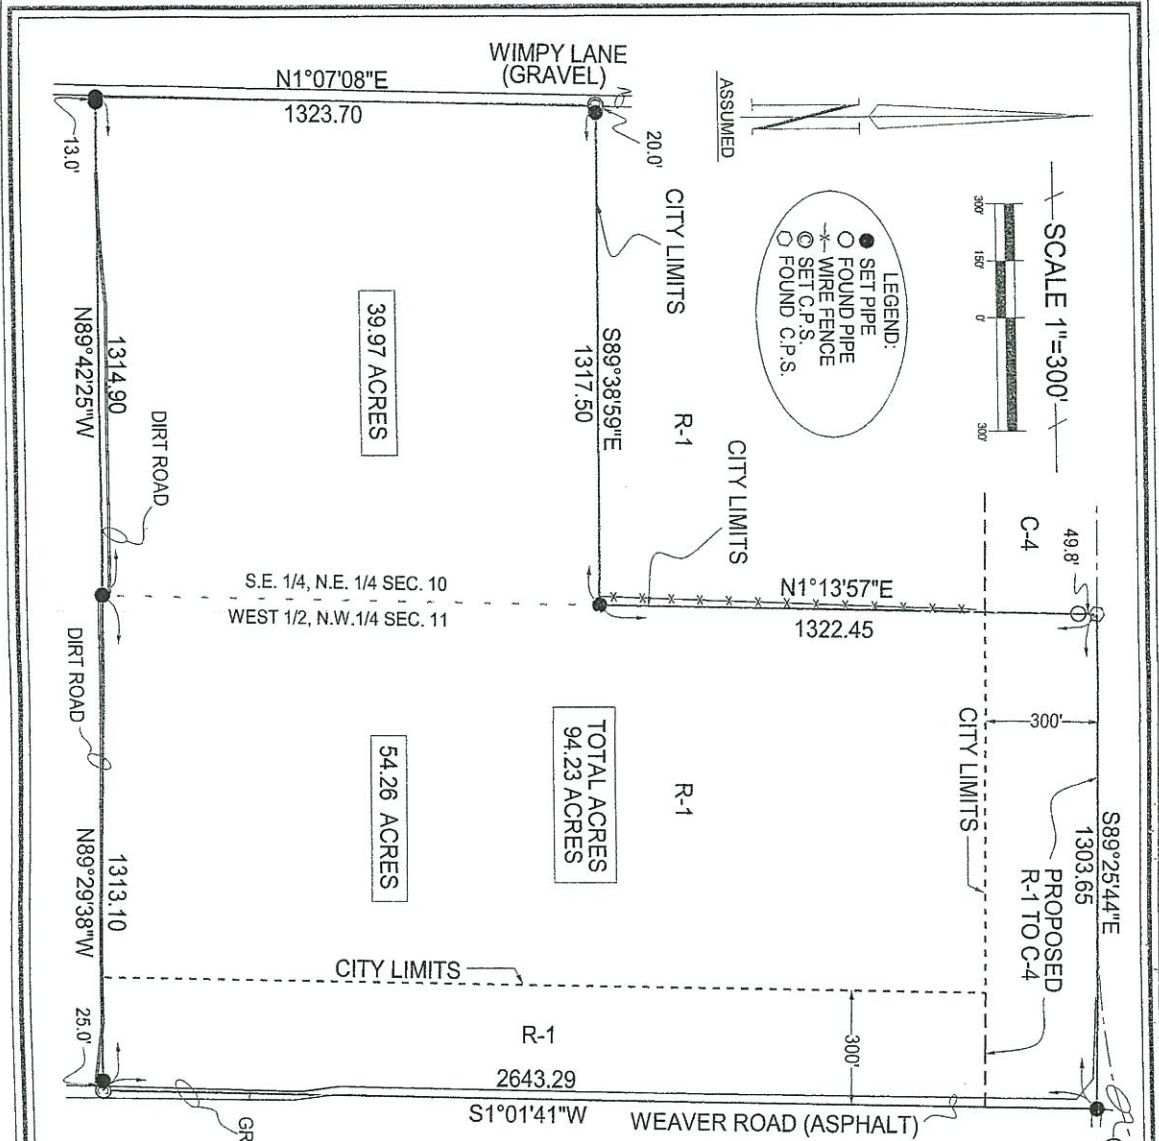 WIMPY LANE
(GRAVEL)
N1°07'08"E
1323.70
20.0'
13.0'
ASSUMED
SCALE 1"=300'
300'
150'
0'
300'
LEGEND:
SET PIPE
FOUND PIPE
WIRE FENCE
SET C.P.S.
FOUND C.P.S.
CITY LIMITS
S89°38'59"E
1317.50
R-1
CITY LIMITS
C-4
49.8'
39.97 ACRES
1314.90
N89°42'25"W
DIRT ROAD
S.E. 1/4, N.E. 1/4 SEC. 10
WEST 1/2, N.W.1/4 SEC. 11
N1°13'57"E
1322.45
300'
CITY LIMITS
S89°25'44"E
1303.65
PROPOSED
R-1 TO C-4
TOTAL ACRES
94.23 ACRES
R-1
54.26 ACRES
DIRT ROAD
1313.10
N89°29'38"W
CITY LIMITS
25.0'
R-1
300'
2643.29
S1°01'41"W
WEAVER ROAD (ASPHALT)
GR